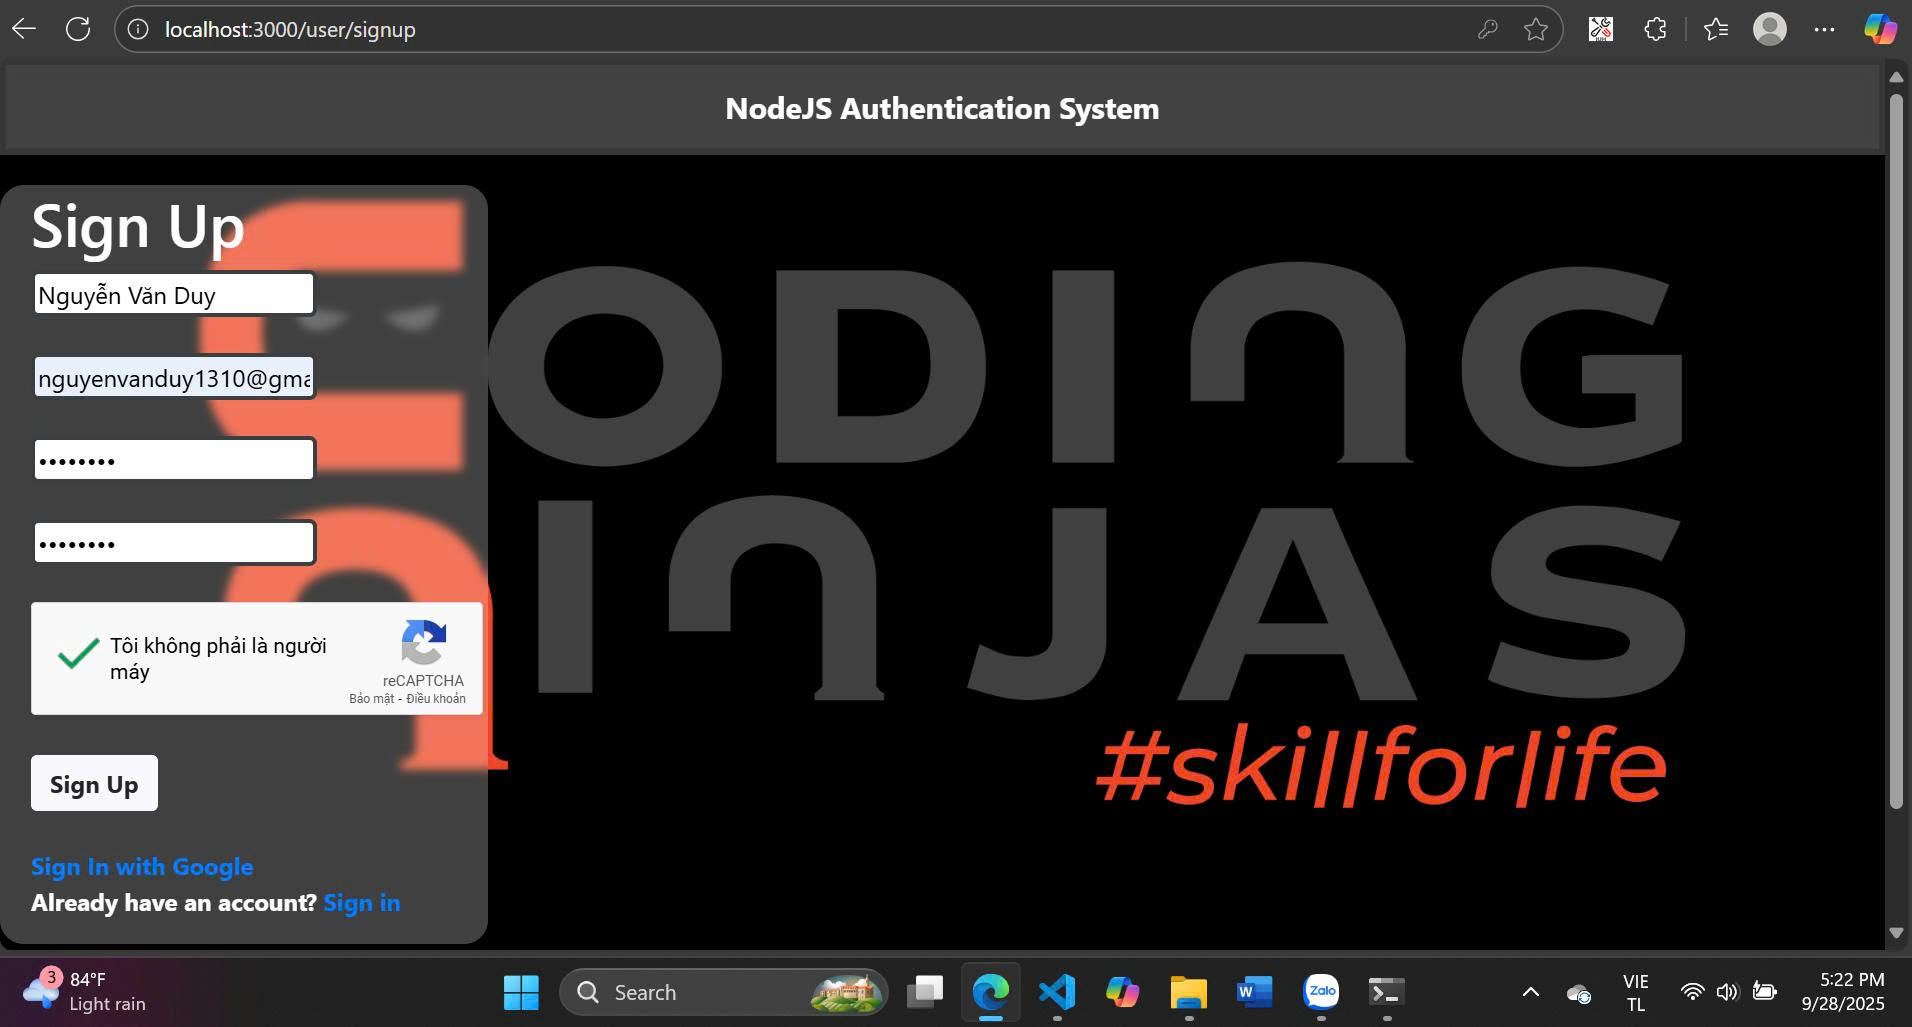 localhost:3000/user/signup
NodeJS Authentication System
Sign Up
Nguyễn Văn Duy
nguyenvanduy1310@gma
••••••••
••••••••
Tôi không phải là người
máy
reCAPTCHA
Bảo mật - Điều khoản
Sign Up
Sign In with Google
Already have an account? Sign in
CODING
NINJAS
#skillforlife
3
84°F
Light rain
Search
W
Zalo
VIE
TL
5:22 PM
9/28/2025